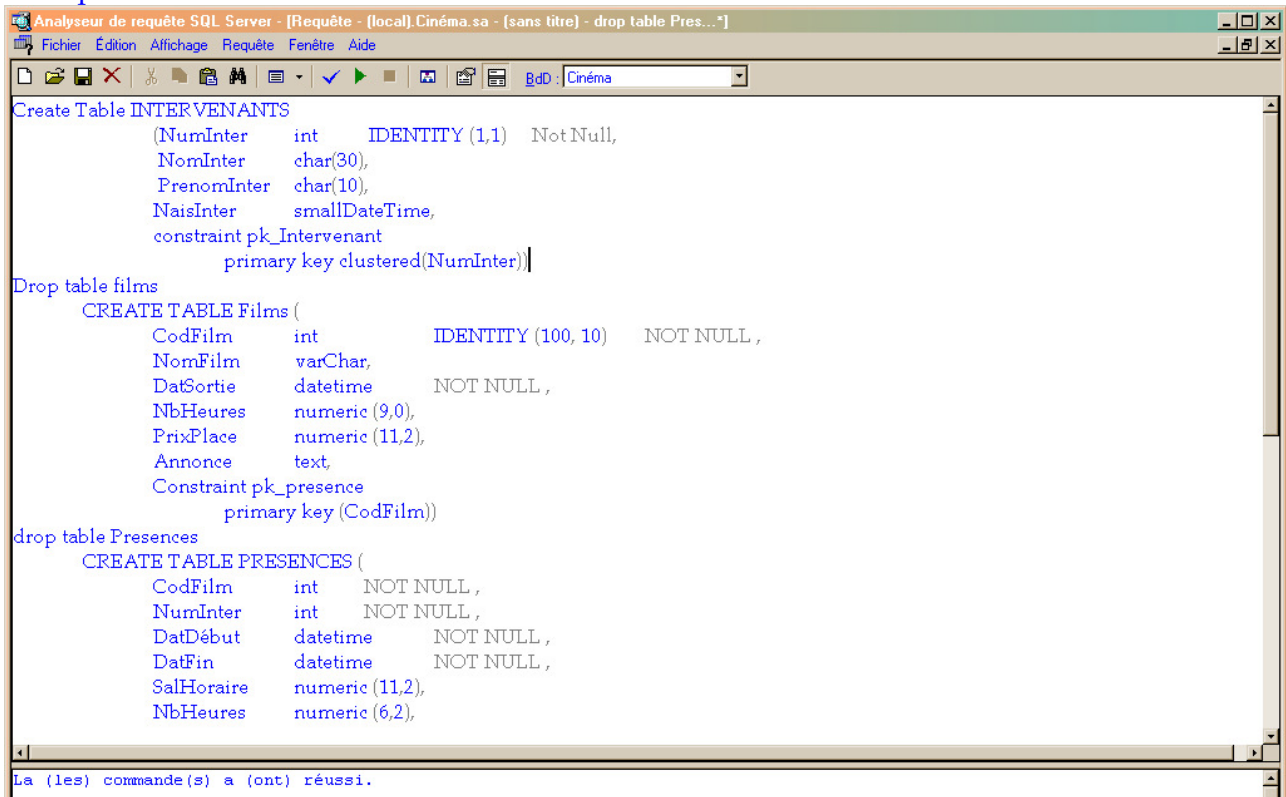 Analyseur de requête SQL Server - [Requête - (local).Cinéma.sa - (sans titre) - drop table Pres...*]
Fichier Édition Affichage Requête Fenêtre Aide
BdD : Cinéma
Create Table INTERVENANTS
(NumInter int IDENTITY (1,1) Not Null,
NomInter char(30),
PrenomInter char(10),
NaisInter smallDateTime,
constraint pk_Intervenant
primary key clustered(NumInter))
Drop table films
CREATE TABLE Films (
CodFilm int IDENTITY (100, 10) NOT NULL ,
NomFilm varChar,
DatSortie datetime NOT NULL ,
NbHeures numeric (9,0),
PrixPlace numeric (11,2),
Annonce text,
Constraint pk_presence
primary key (CodFilm))
drop table Presences
CREATE TABLE PRESENCES (
CodFilm int NOT NULL ,
NumInter int NOT NULL ,
DatDébut datetime NOT NULL ,
DatFin datetime NOT NULL ,
SalHoraire numeric (11,2),
NbHeures numeric (6,2),
La (les) commande(s) a (ont) réussi.